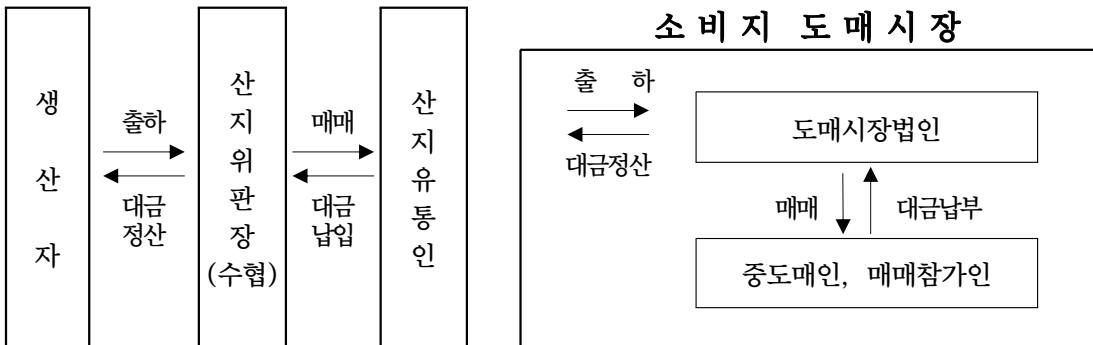 소 비 지 도 매 시 장
생 산 자
출하
대금
정산
산지위판장
(수협)
매매
대금
납입
산지유통인
출 하
대금정산
도매시장법인
매매
대금납부
중도매인, 매매참가인